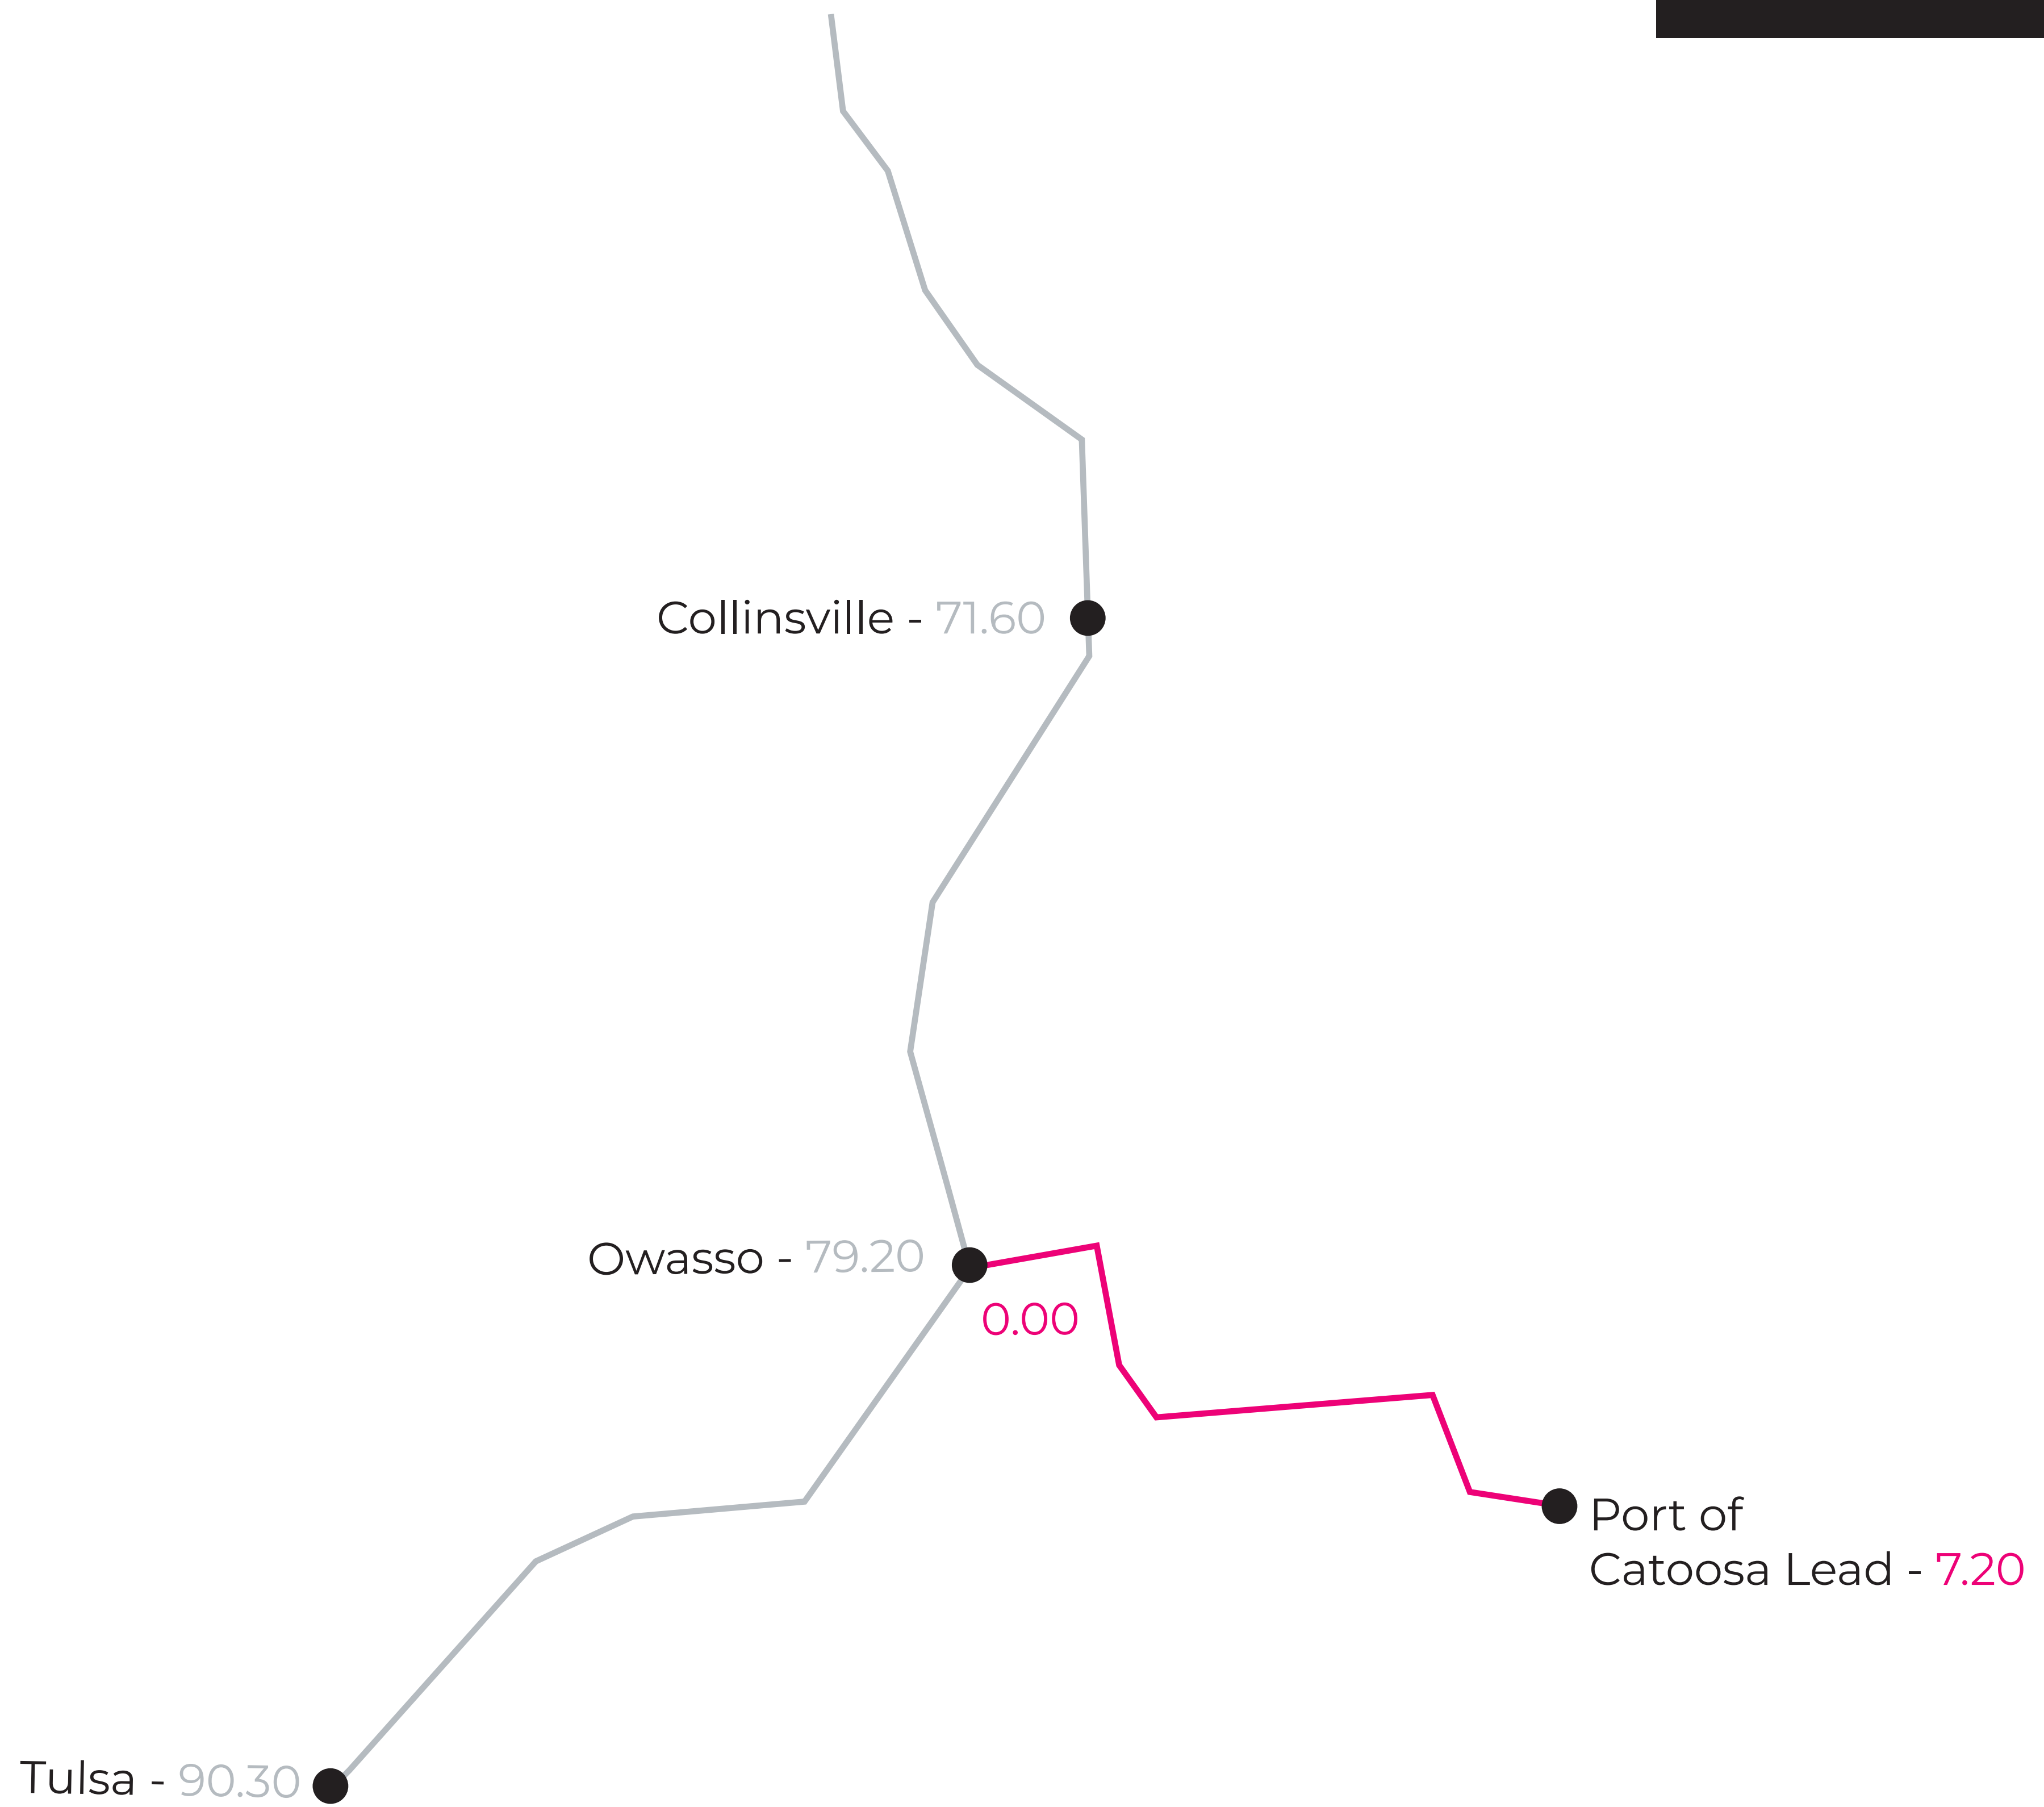 Collinsville - 71.60
Owasso - 79.20
0.00
Port of
Catoosa Lead - 7.20
Tulsa - 90.30